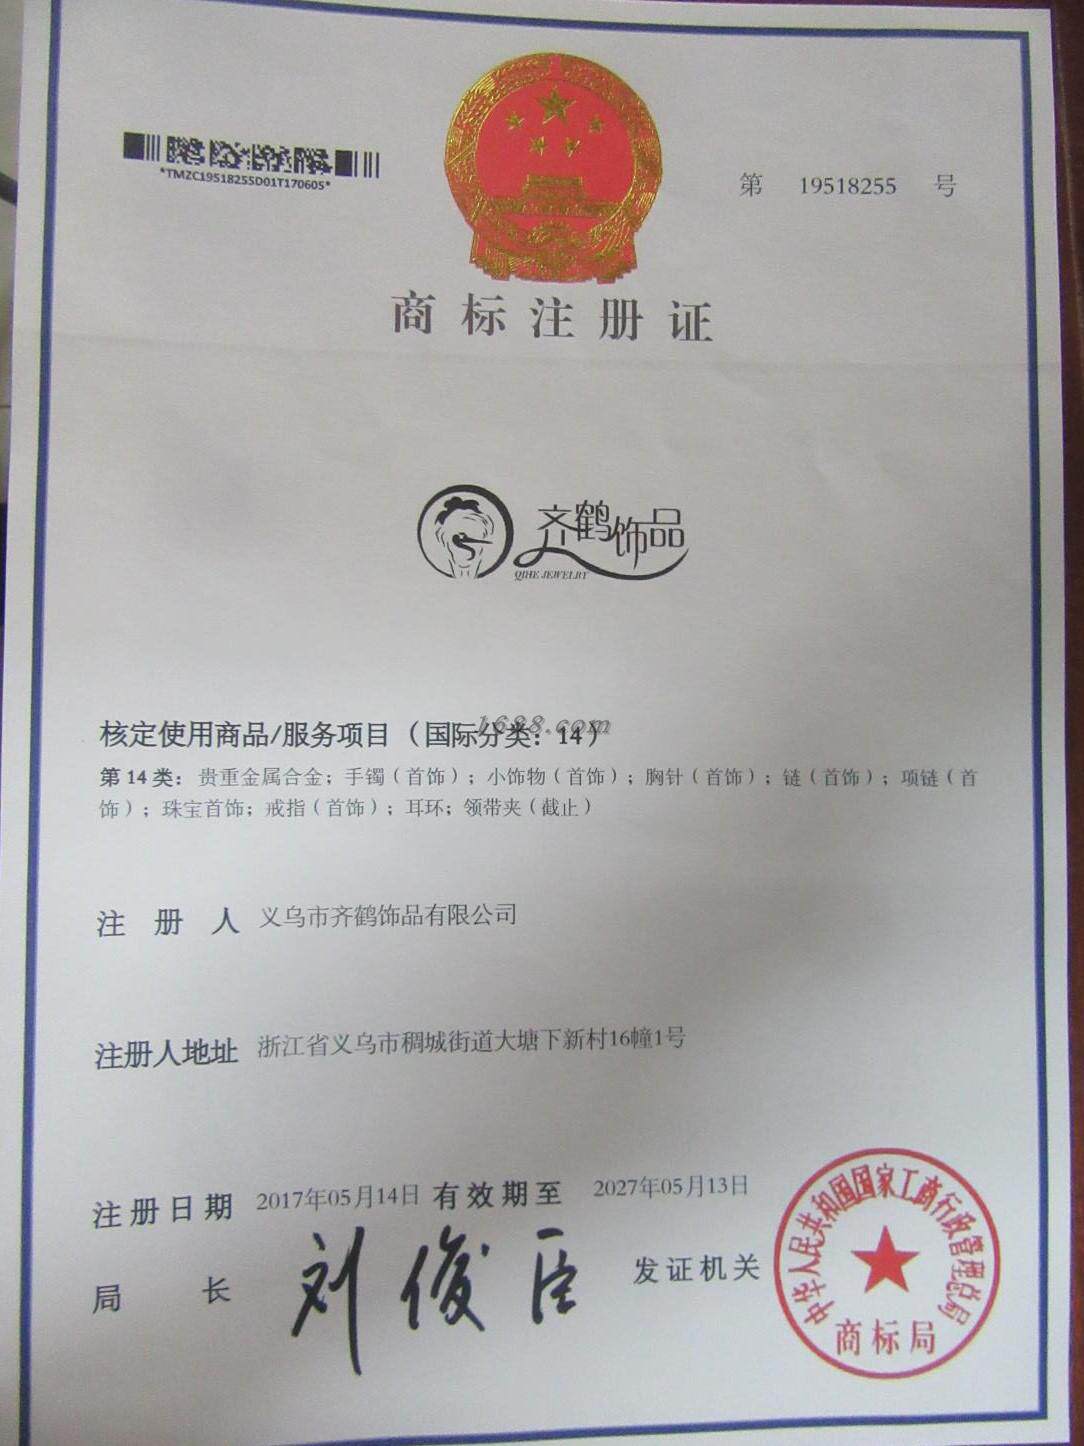 *TMZC19518255D01T170605*
第 19518255 号
商标注册证
齐鹤饰品
QIHE JEWELRY
1688.com
核定使用商品/服务项目（国际分类：14）
第14类：贵重金属合金；手镯（首饰）；小饰物（首饰）；胸针（首饰）；链（首饰）；项链（首
饰）；珠宝首饰；戒指（首饰）；耳环；领带夹（截止）
注册人 义乌市齐鹤饰品有限公司
注册人地址 浙江省义乌市稠城街道大塘下新村16幢1号
注册日期 2017年05月14日 有效期至 2027年05月13日
局长 刘俊臣 发证机关
中华人民共和国国家工商行政管理总局
商标局